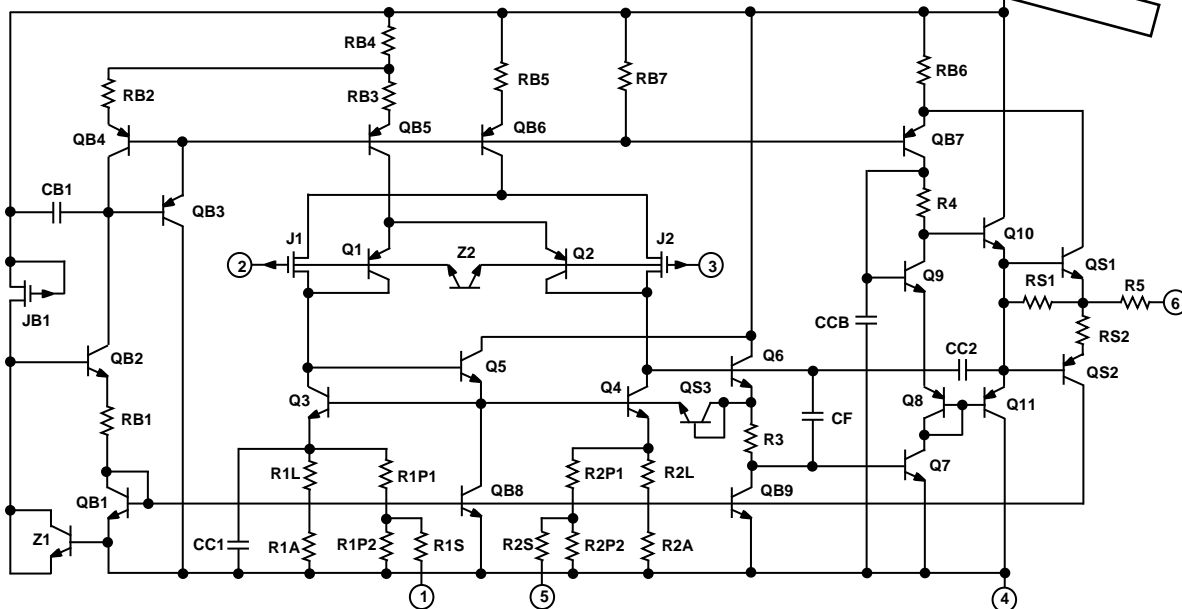 RB4
RB2
RB3
RB5
RB7
RB6
QB4
QB5
QB6
QB7
CB1
QB3
R4
J1
Q1
Z2
Q2
J2
Q10
2
3
Q9
QS1
JB1
RS1
R5
6
CCB
RS2
QB2
Q5
Q6
CC2
QS2
Q3
Q4
QS3
Q8
Q11
RB1
R3
CF
R1L
R1P1
R2P1
R2L
Q7
QB1
QB8
QB9
Z1
CC1
R1A
R1P2
R1S
R2S
R2P2
R2A
1
5
4